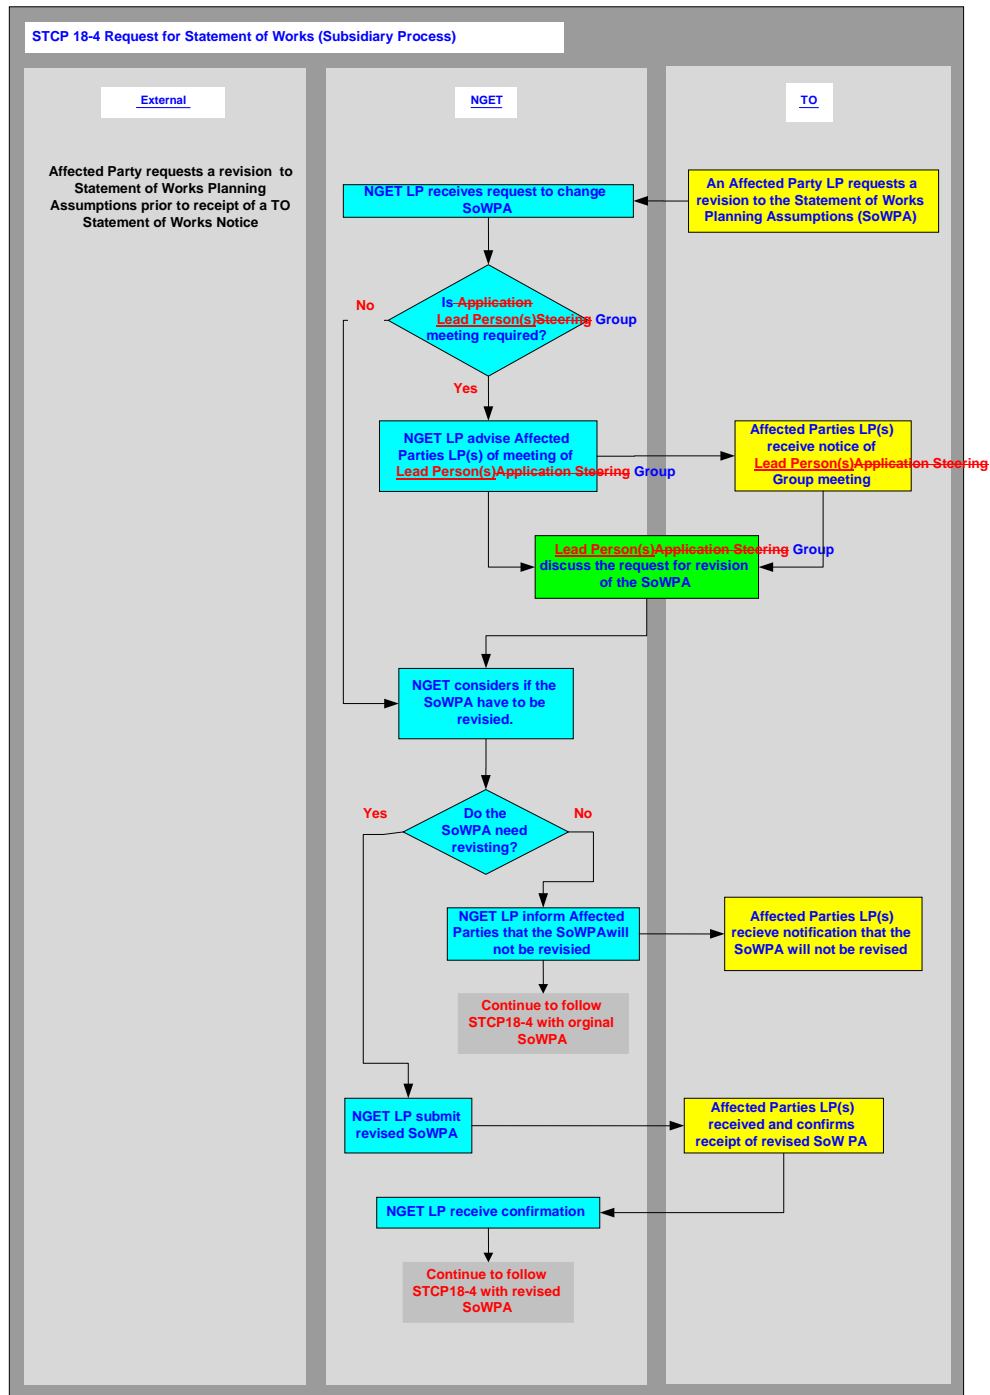 STCP 18-4 Request for Statement of Works (Subsidiary Process)
External
NGET
TO
Affected Party requests a revision to
Statement of Works Planning
Assumptions prior to receipt of a TO
Statement of Works Notice
NGET LP receives request to change
SoWPA
An Affected Party LP requests a
revision to the Statement of Works
Planning Assumptions (SoWPA)
Is Application
Lead Person(s)Steering Group
meeting required?
No
Yes
NGET LP advise Affected
Parties LP(s) of meeting of
Lead Person(s)Application Steering Group
Affected Parties LP(s)
receive notice of
Lead Person(s)Application Steering
Group meeting
Lead Person(s)Application Steering Group
discuss the request for revision
of the SoWPA
NGET considers if the
SoWPA have to be
revisied.
Do the
SoWPA need
revisting?
Yes
No
NGET LP inform Affected
Parties that the SoWPAwill
not be revisied
Affected Parties LP(s)
recieve notification that the
SoWPA will not be revised
Continue to follow
STCP18-4 with orginal
SoWPA
NGET LP submit
revised SoWPA
Affected Parties LP(s)
received and confirms
receipt of revised SoW PA
NGET LP receive confirmation
Continue to follow
STCP18-4 with revised
SoWPA